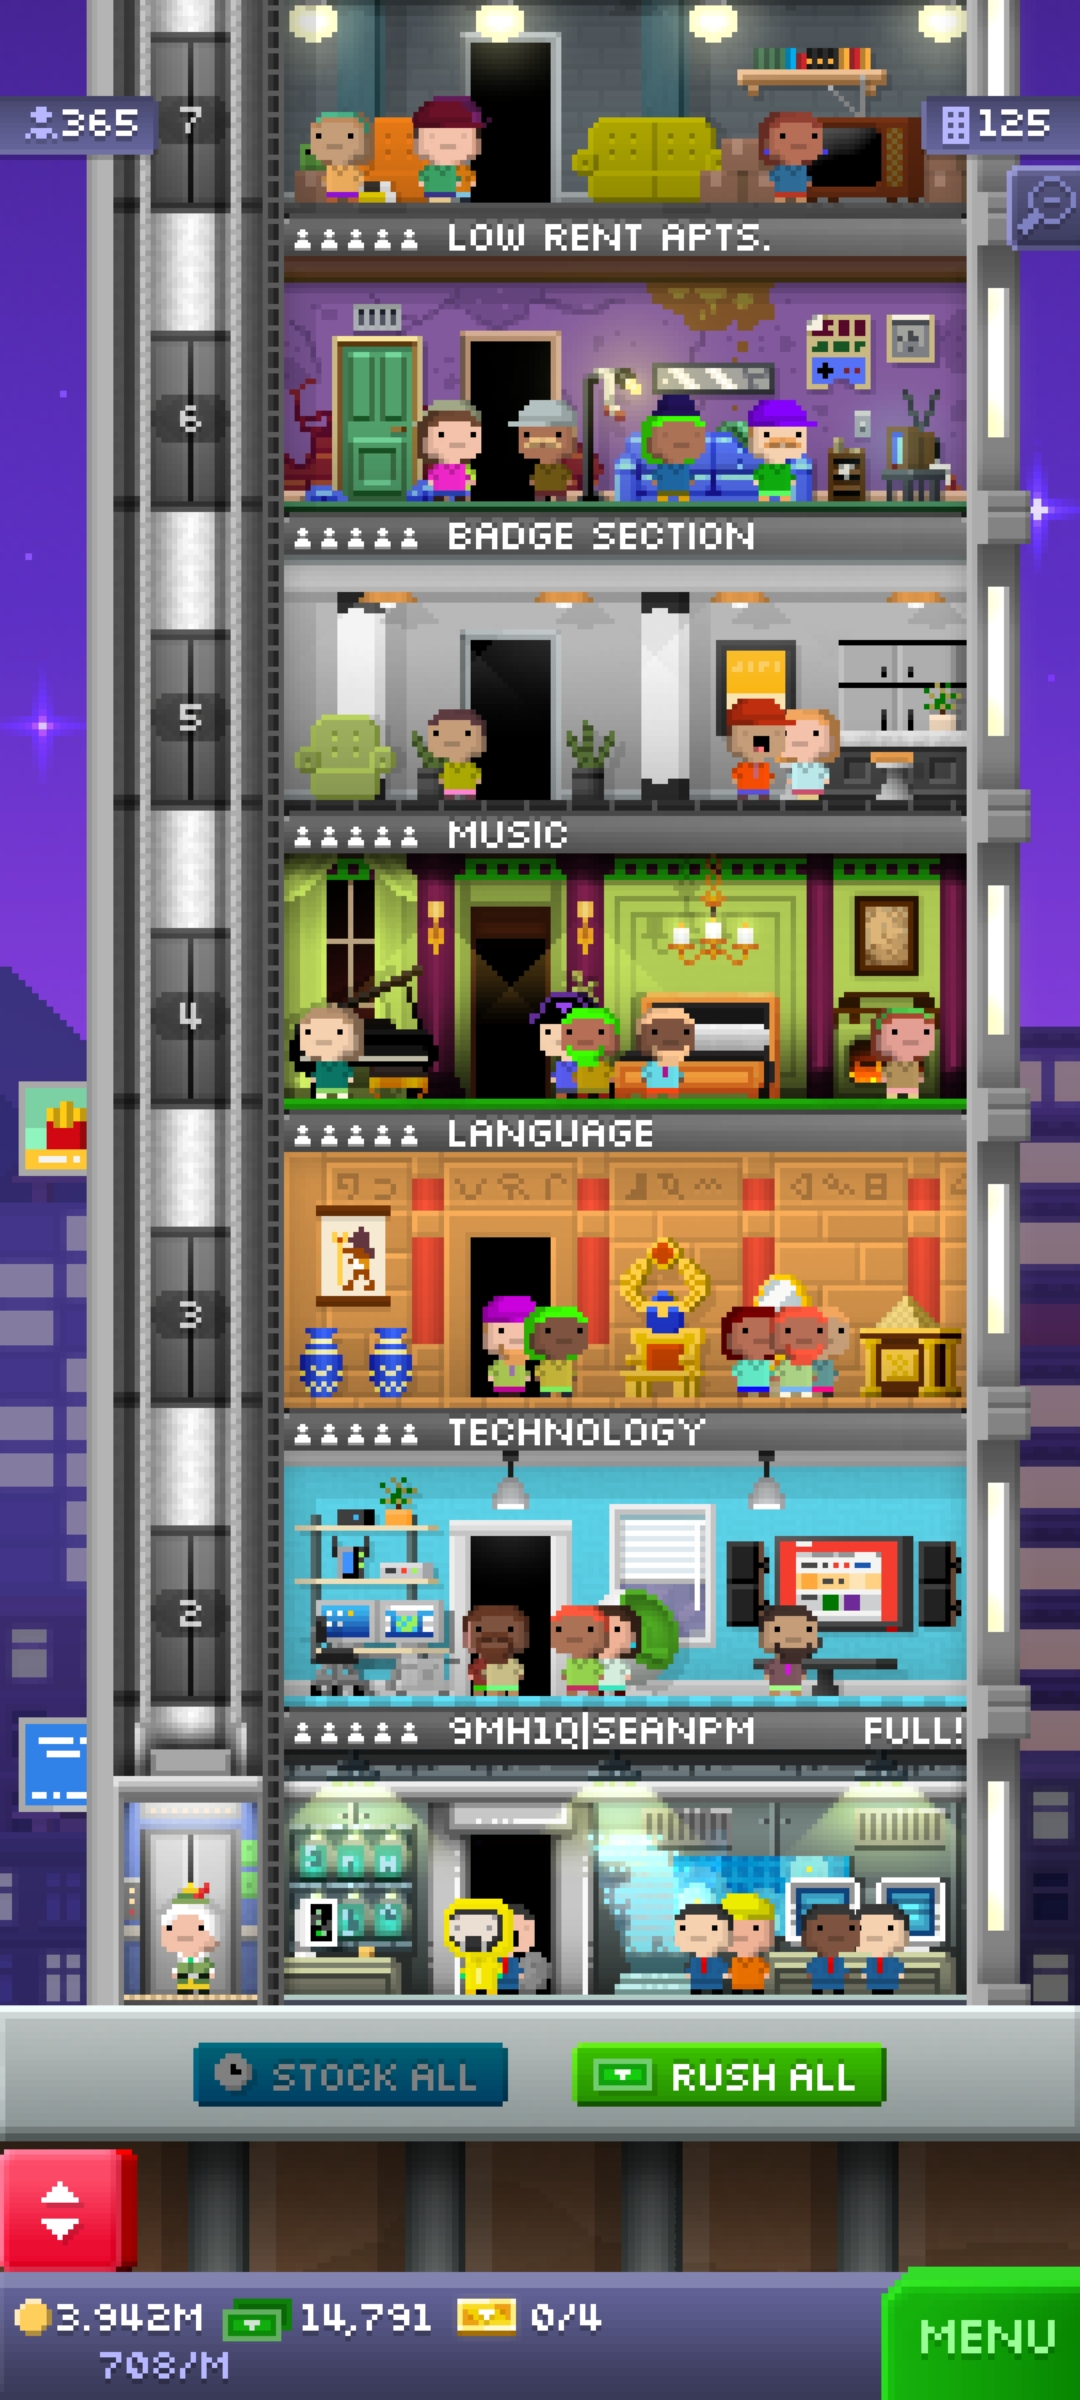 7
365
125
LOW RENT APTS.
6
BADGE SECTION
5
MUSIC
4
LANGUAGE
3
TECHNOLOGY
2
9MH1Q|SEANPM FULL!
STOCK ALL
RUSH ALL
3.942M 14,791 0/4
708/M
MENU